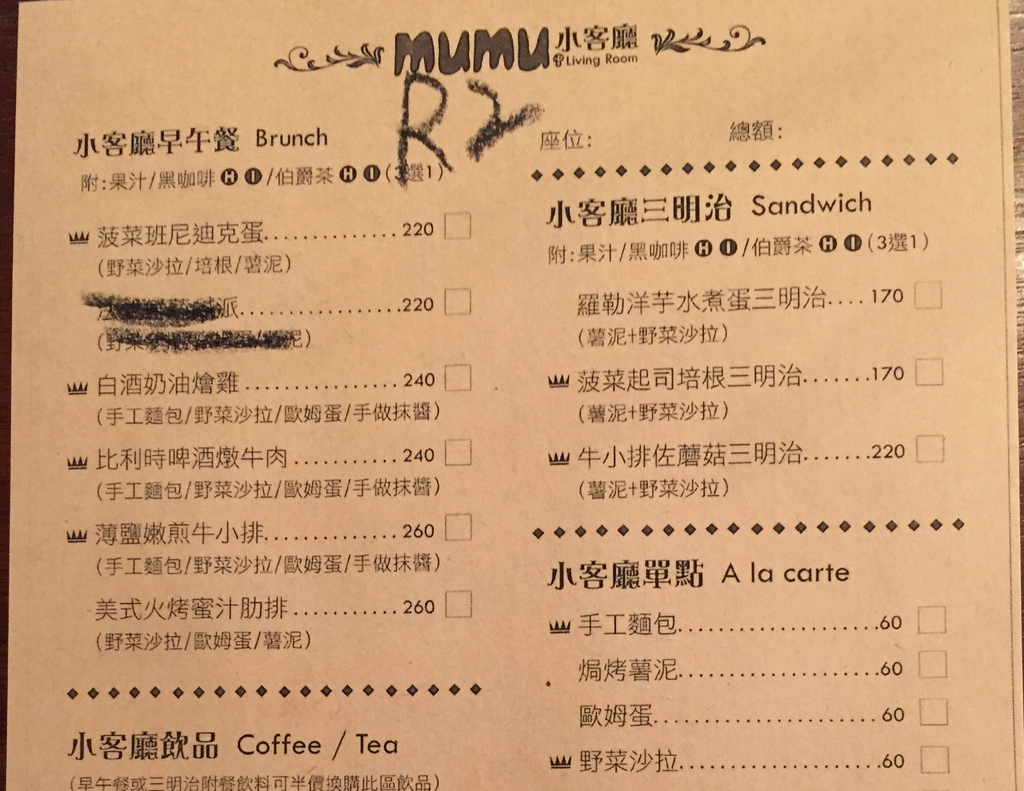 mumu小客廳
Living Room
R2
座位: 總額:
小客廳早午餐 Brunch
附:果汁/黑咖啡 H I/伯爵茶 H I(3選1)
菠菜班尼迪克蛋..............220
(野菜沙拉/培根/薯泥)
派................220
240 白酒奶油燴雞
(手工麵包/野菜沙拉/歐姆蛋/手做抹醬)
比利時啤酒燉牛肉...........240
(手工麵包/野菜沙拉/歐姆蛋/手做抹醬)
薄鹽嫩煎牛小排..............260
(手工麵包/野菜沙拉/歐姆蛋/手做抹醬)
美式火烤蜜汁肋排...........260
(野菜沙拉/歐姆蛋/薯泥)
小客廳飲品 Coffee / Tea
(早午餐或三明治附餐飲料可半價換購此區飲品)
小客廳三明治 Sandwich
附:果汁/黑咖啡 H I/伯爵茶 H I(3選1)
羅勒洋芋水煮蛋三明治....170
(薯泥+野菜沙拉)
菠菜起司培根三明治.......170
(薯泥+野菜沙拉)
牛小排佐蘑菇三明治.......220
(薯泥+野菜沙拉)
小客廳單點 A la carte
手工麵包.....................60
焗烤薯泥.....................60
歐姆蛋........................60
野菜沙拉.....................60